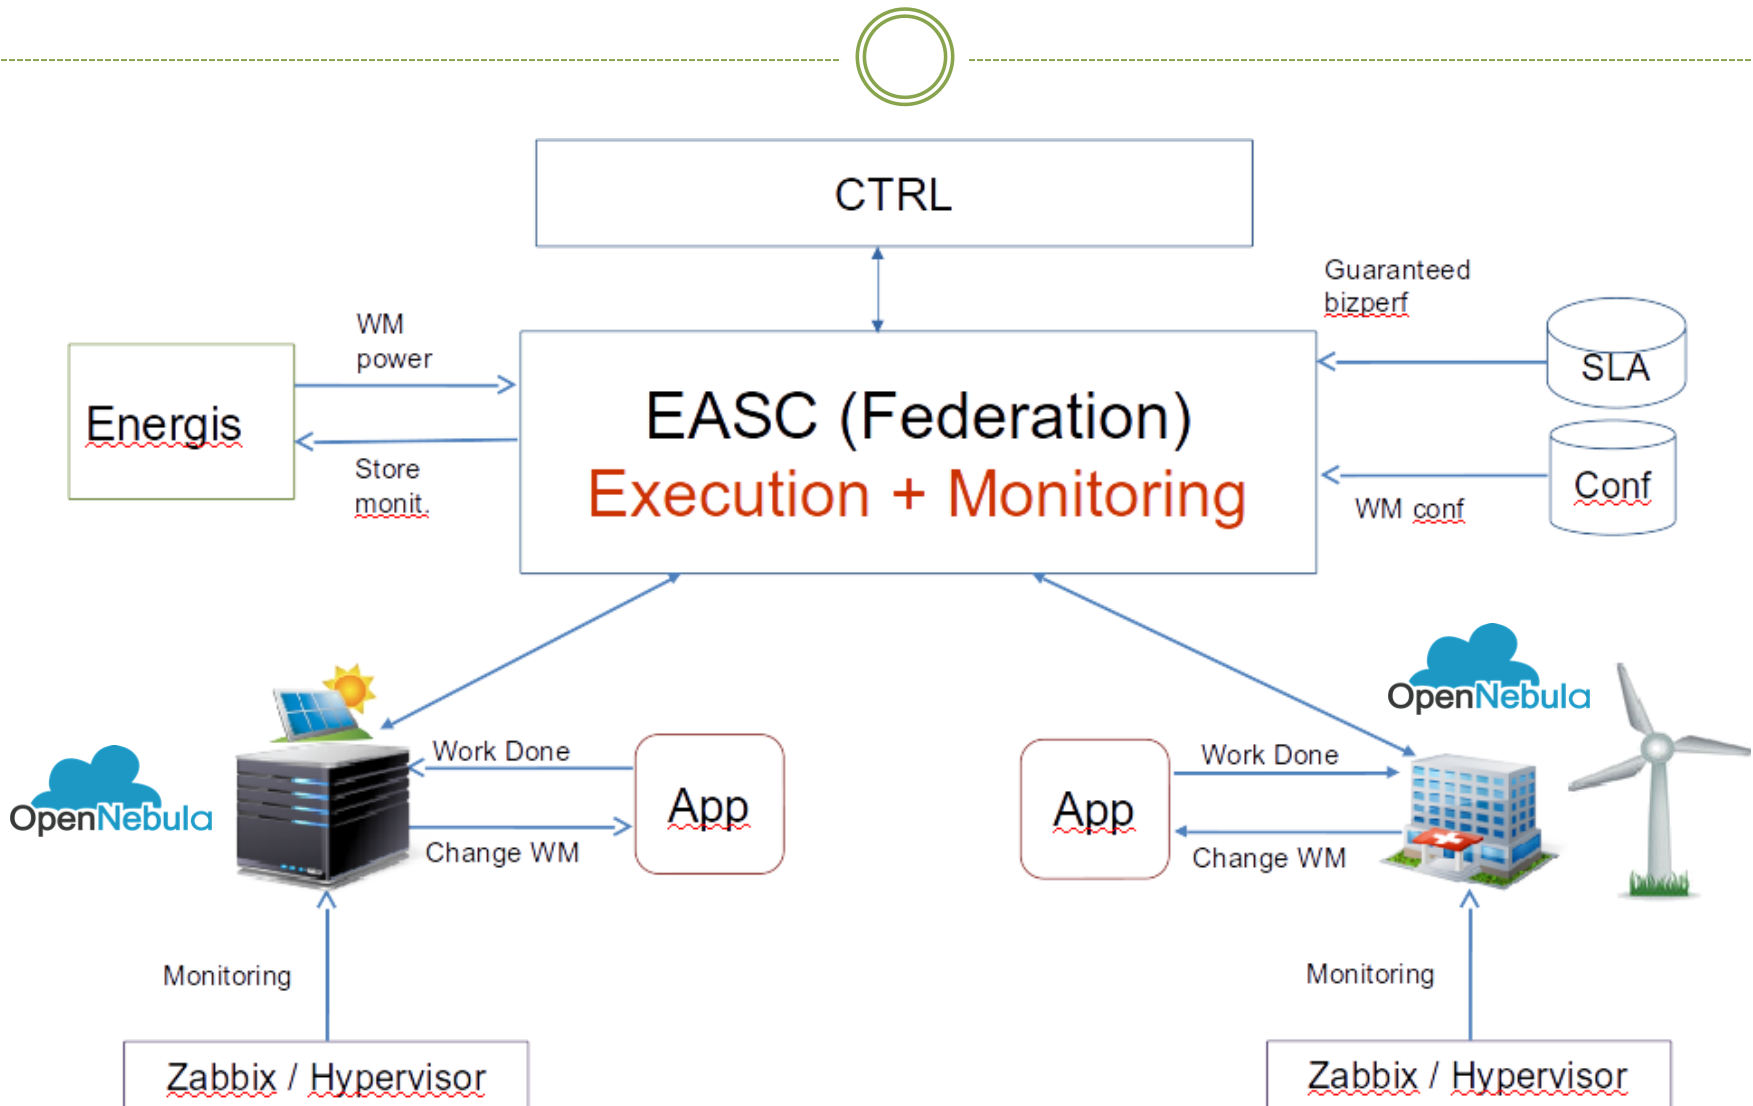 CTRL
Guaranteed
bizperf
WM
power
SLA
Energis
EASC (Federation)
Execution + Monitoring
Store
monit.
Conf
WM conf
OpenNebula
OpenNebula
Work Done
App
Change WM
Work Done
App
Change WM
Monitoring
Monitoring
Zabbix / Hypervisor
Zabbix / Hypervisor